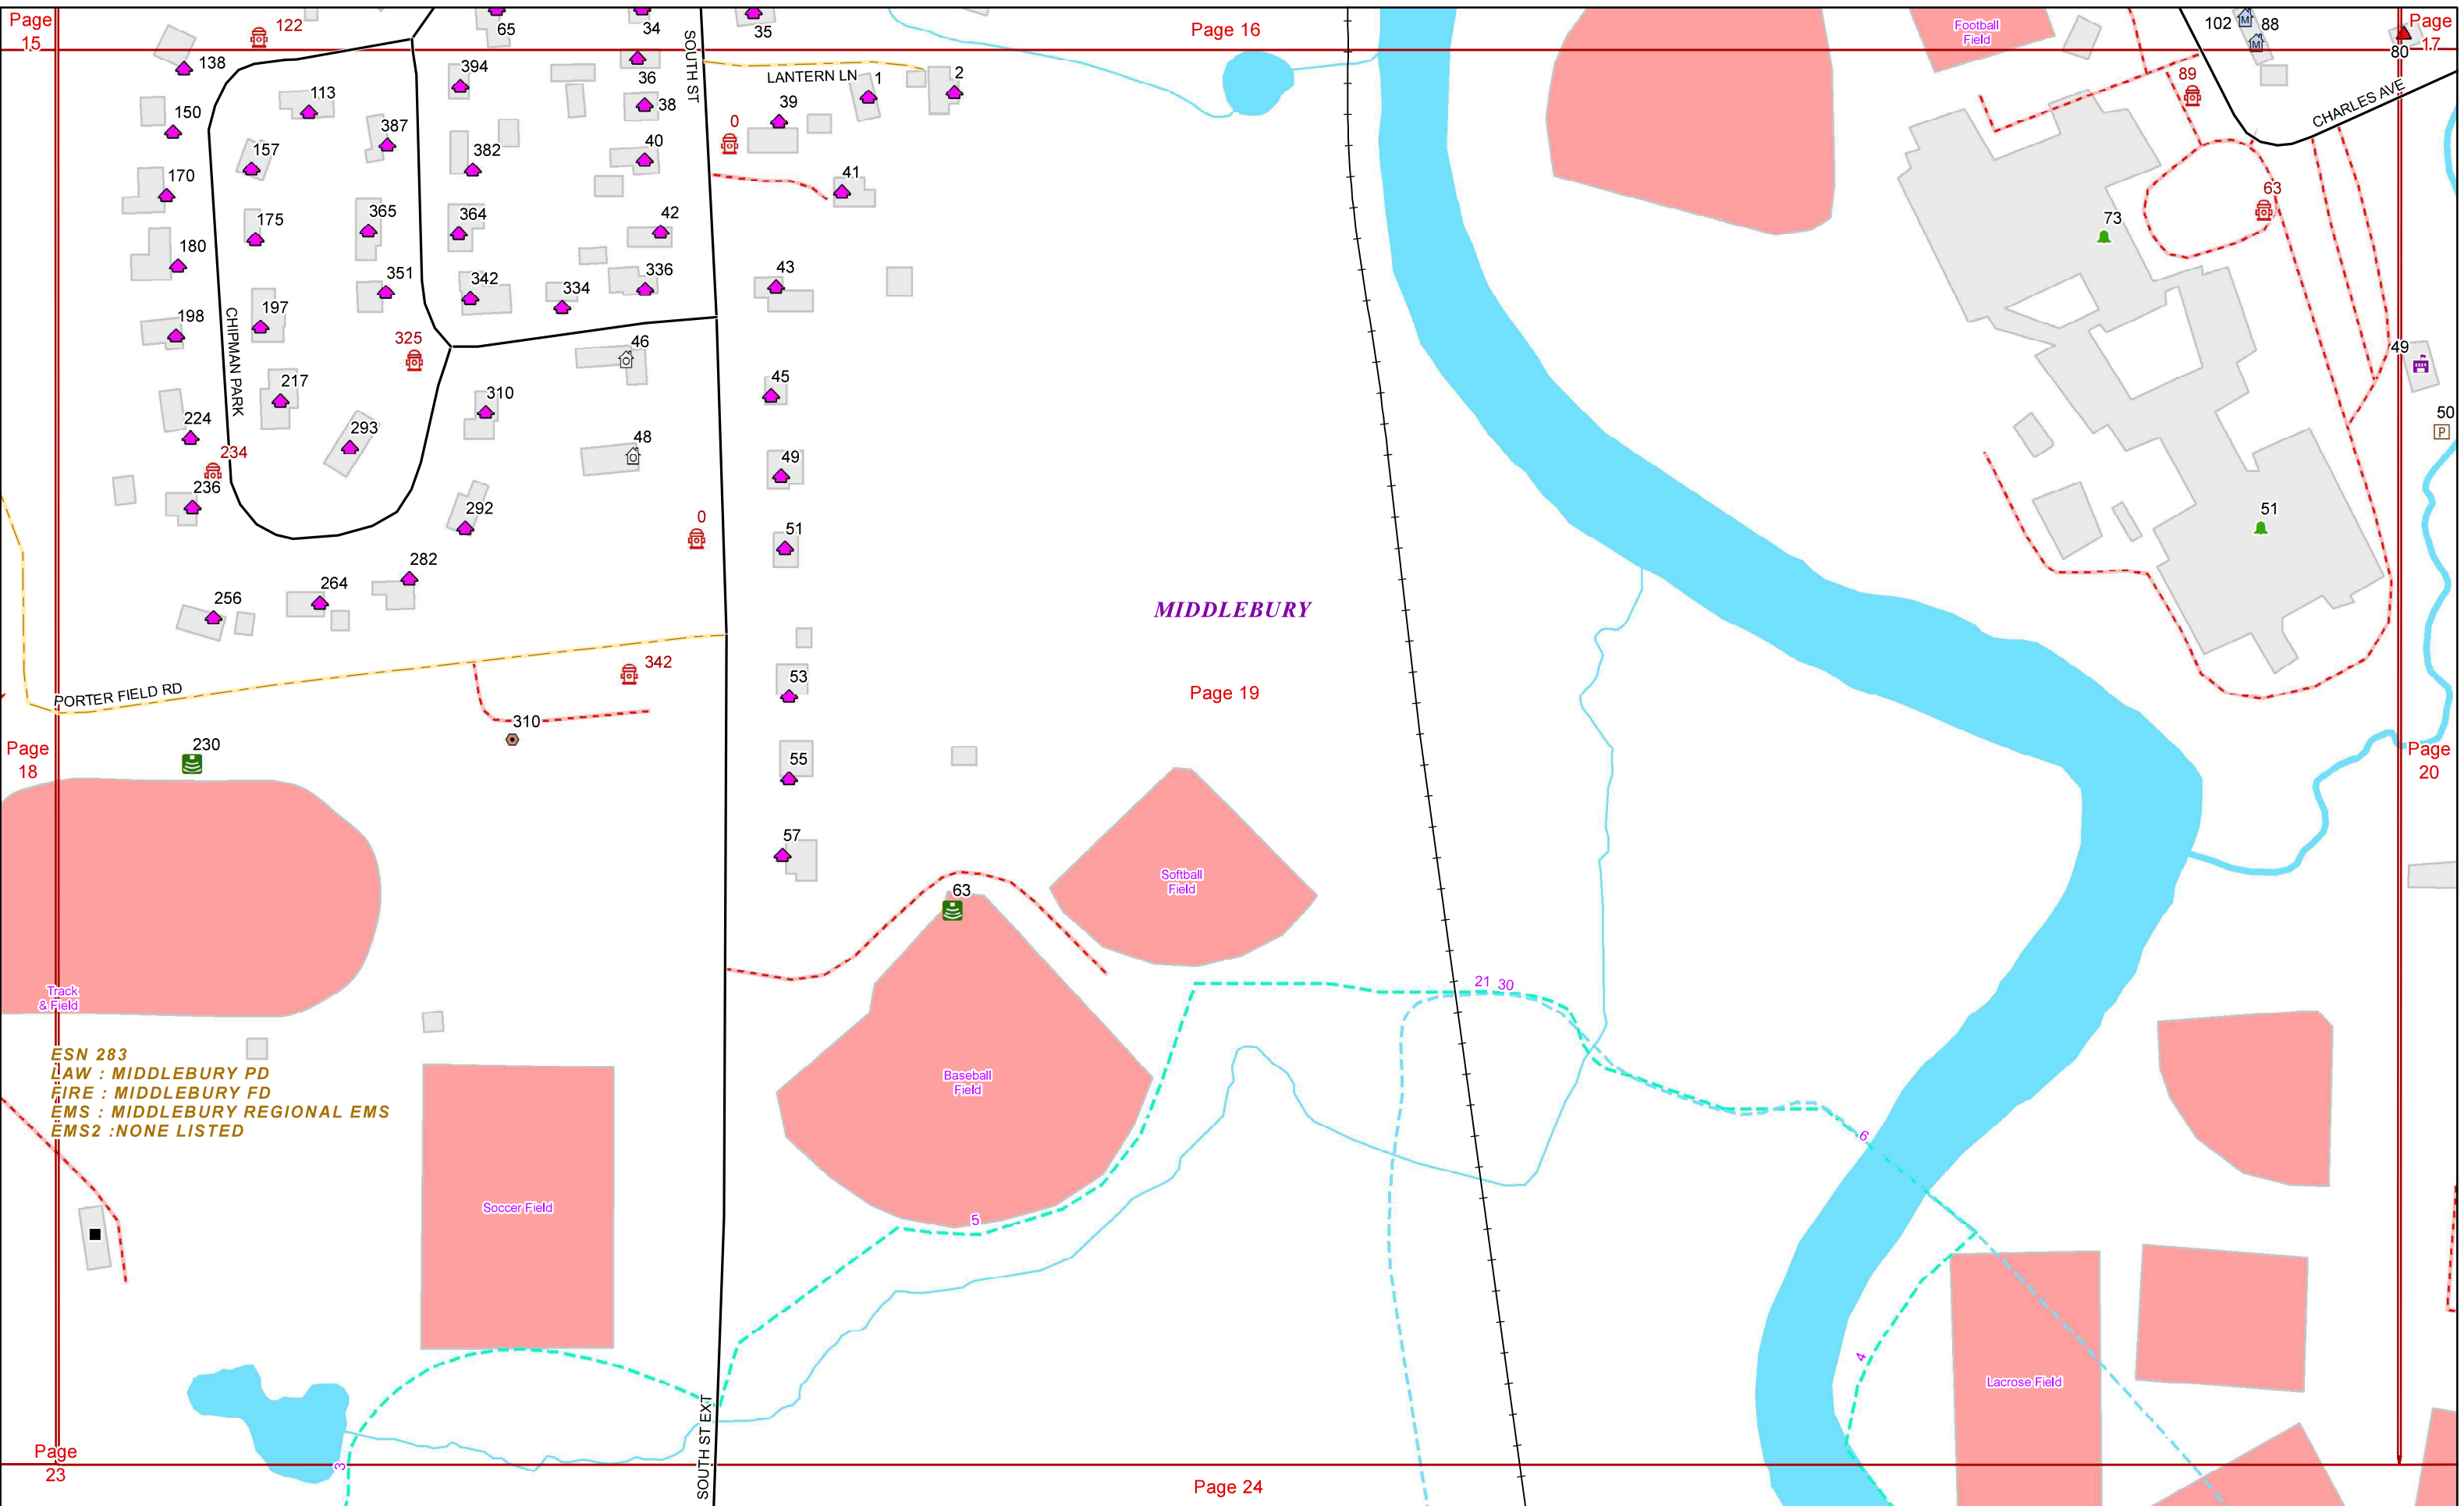 Page
15
122
65
34
35
Page 16
Football
Field
102
88
Page
17
80
138
394
36
SOUTH ST
LANTERN LN
1
2
89
CHARLES AVE
113
38
39
0
150
387
157
382
40
41
170
63
175
365
364
42
73
180
351
342
334
336
43
198
CHIPMAN PARK
197
325
46
49
45
217
310
50
P
224
293
48
234
49
236
292
0
51
51
256
264
282
MIDDLEBURY
342
53
PORTER FIELD RD
Page 19
310
Page
18
230
55
Page
20
57
63
Softball
Field
Track
& Field
21
30
ESN 283
LAW : MIDDLEBURY PD
FIRE : MIDDLEBURY FD
EMS : MIDDLEBURY REGIONAL EMS
EMS2 :NONE LISTED
Baseball
Field
6
Soccer Field
5
4
Lacrose Field
SOUTH ST EXT
Page
23
3
Page 24